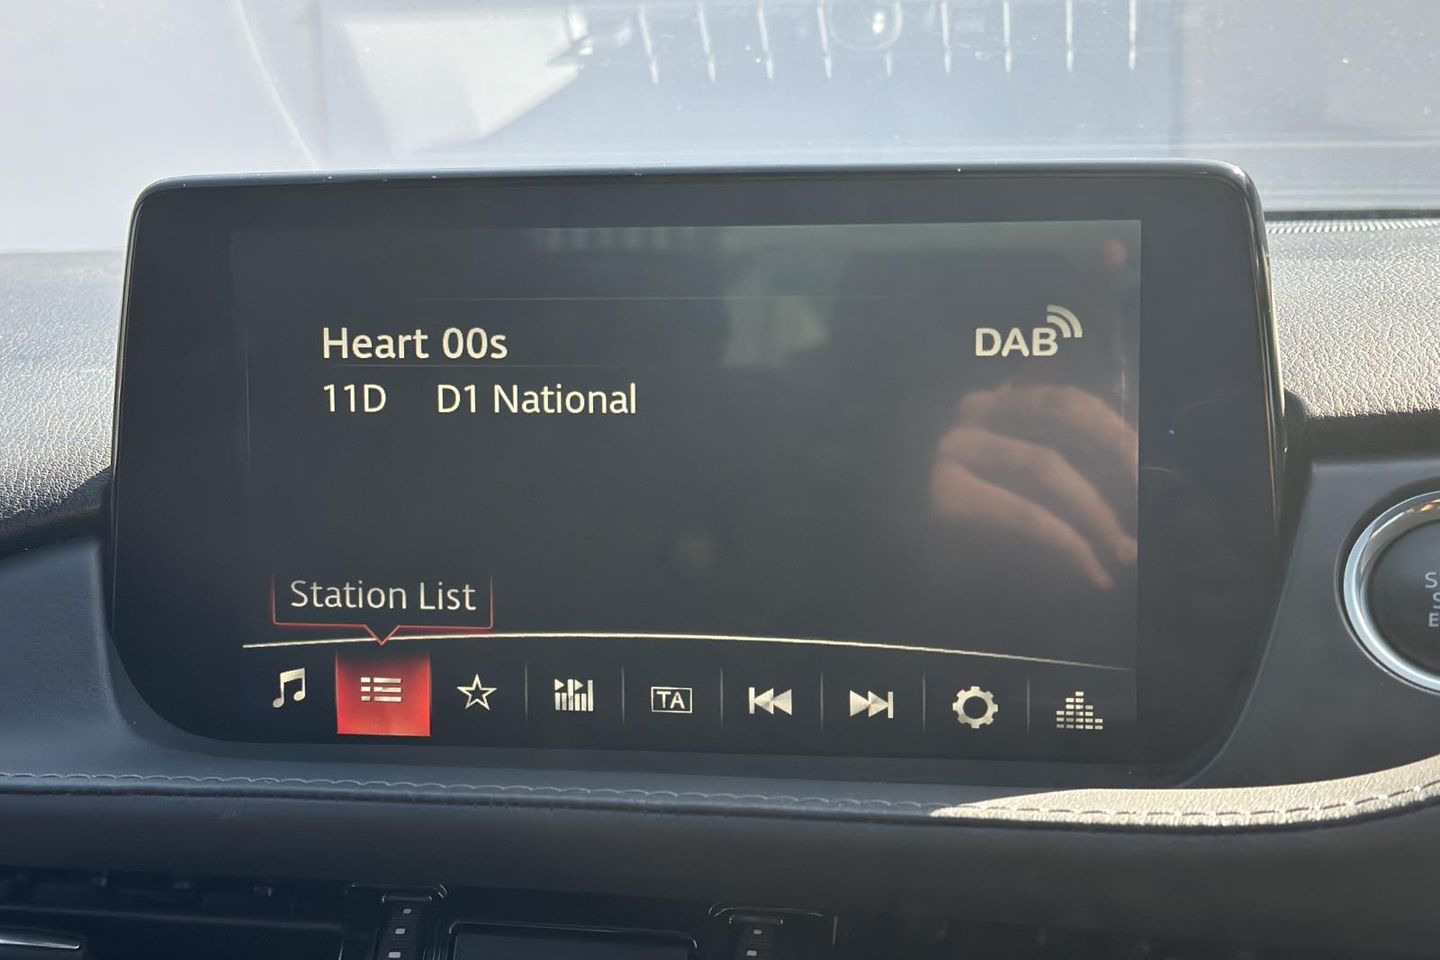 Heart 00s
DAB
11D D1 National
Station List
TA